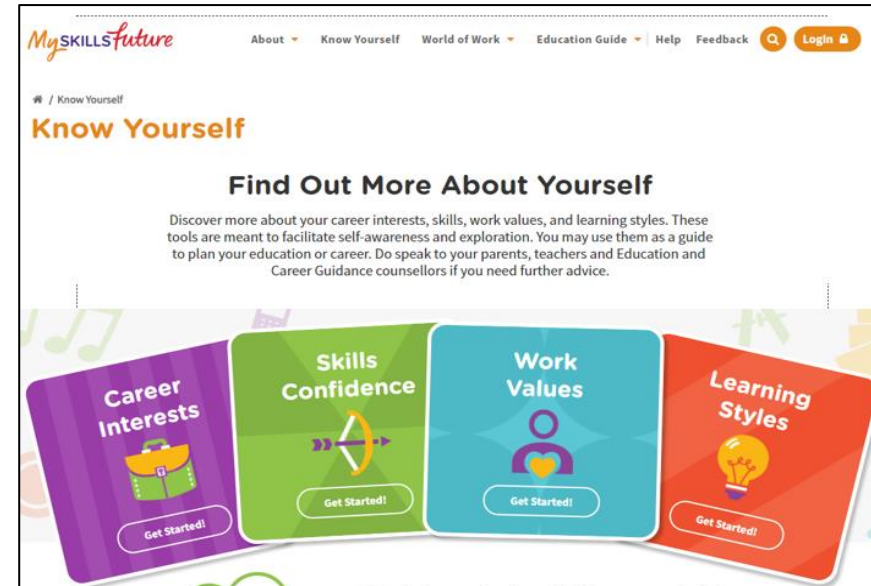 MySKILLSfuture
About Know Yourself World of Work Education Guide Help Feedback Login
/ Know Yourself
Know Yourself
Find Out More About Yourself
Discover more about your career interests, skills, work values, and learning styles. These
tools are meant to facilitate self-awareness and exploration. You may use them as a guide
to plan your education or career. Do speak to your parents, teachers and Education and
Career Guidance counsellors if you need further advice.
Career
Interests
Get Started!
Skills
Confidence
Get Started!
Work
Values
Get Started!
Learning
Styles
Get Started!